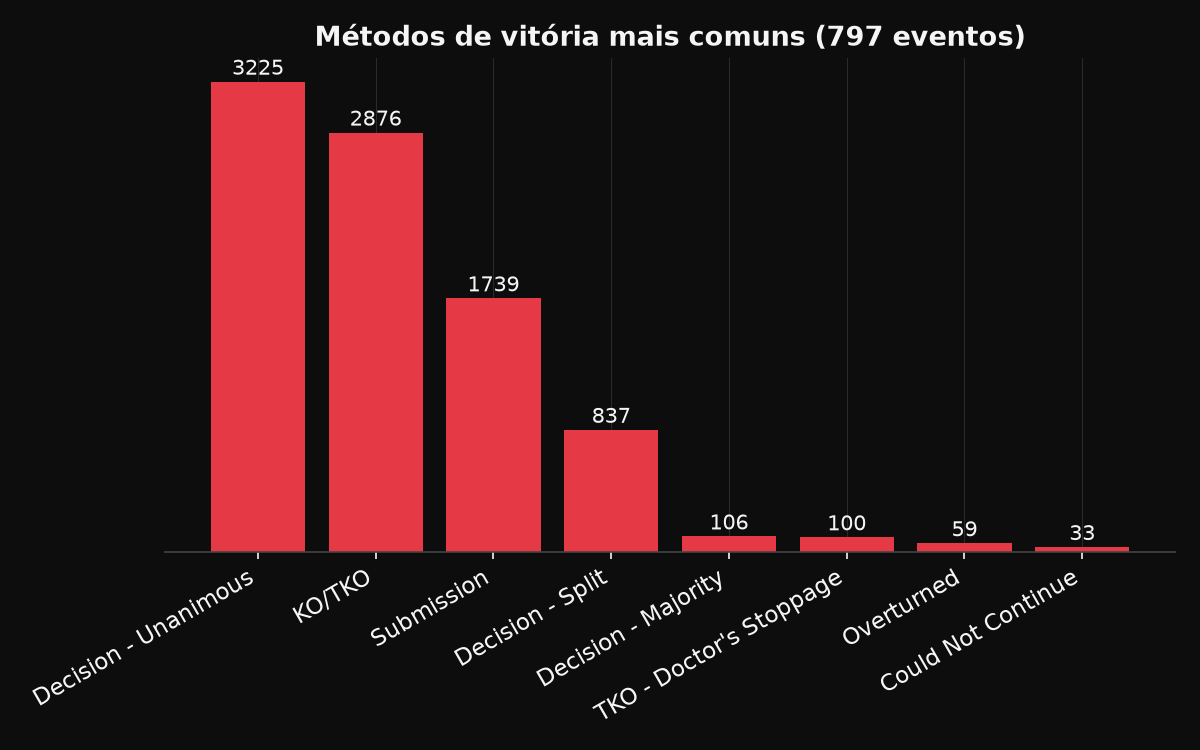 Métodos de vitória mais comuns (797 eventos)
3225
2876
1739
837
106
100
59
33
Decision - Unanimous
KO/TKO
Submission
Decision - Split
Decision - Majority
TKO - Doctor's Stoppage
Overturned
Could Not Continue